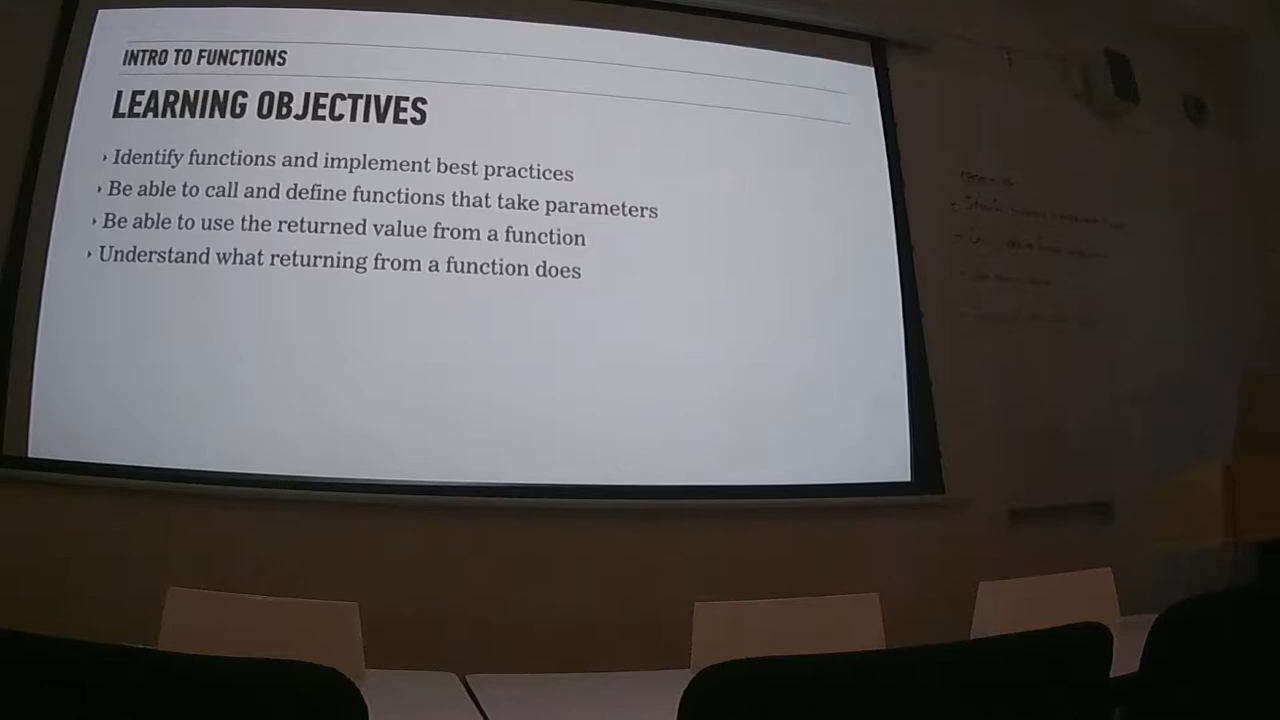 INTRO TO FUNCTIONS
LEARNING OBJECTIVES
› Identify functions and implement best practices
› Be able to call and define functions that take parameters
› Be able to use the returned value from a function
› Understand what returning from a function does